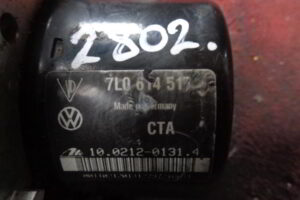 2802.
7L0 614 517
Made in Germany
CTA
10.0212-0131.4